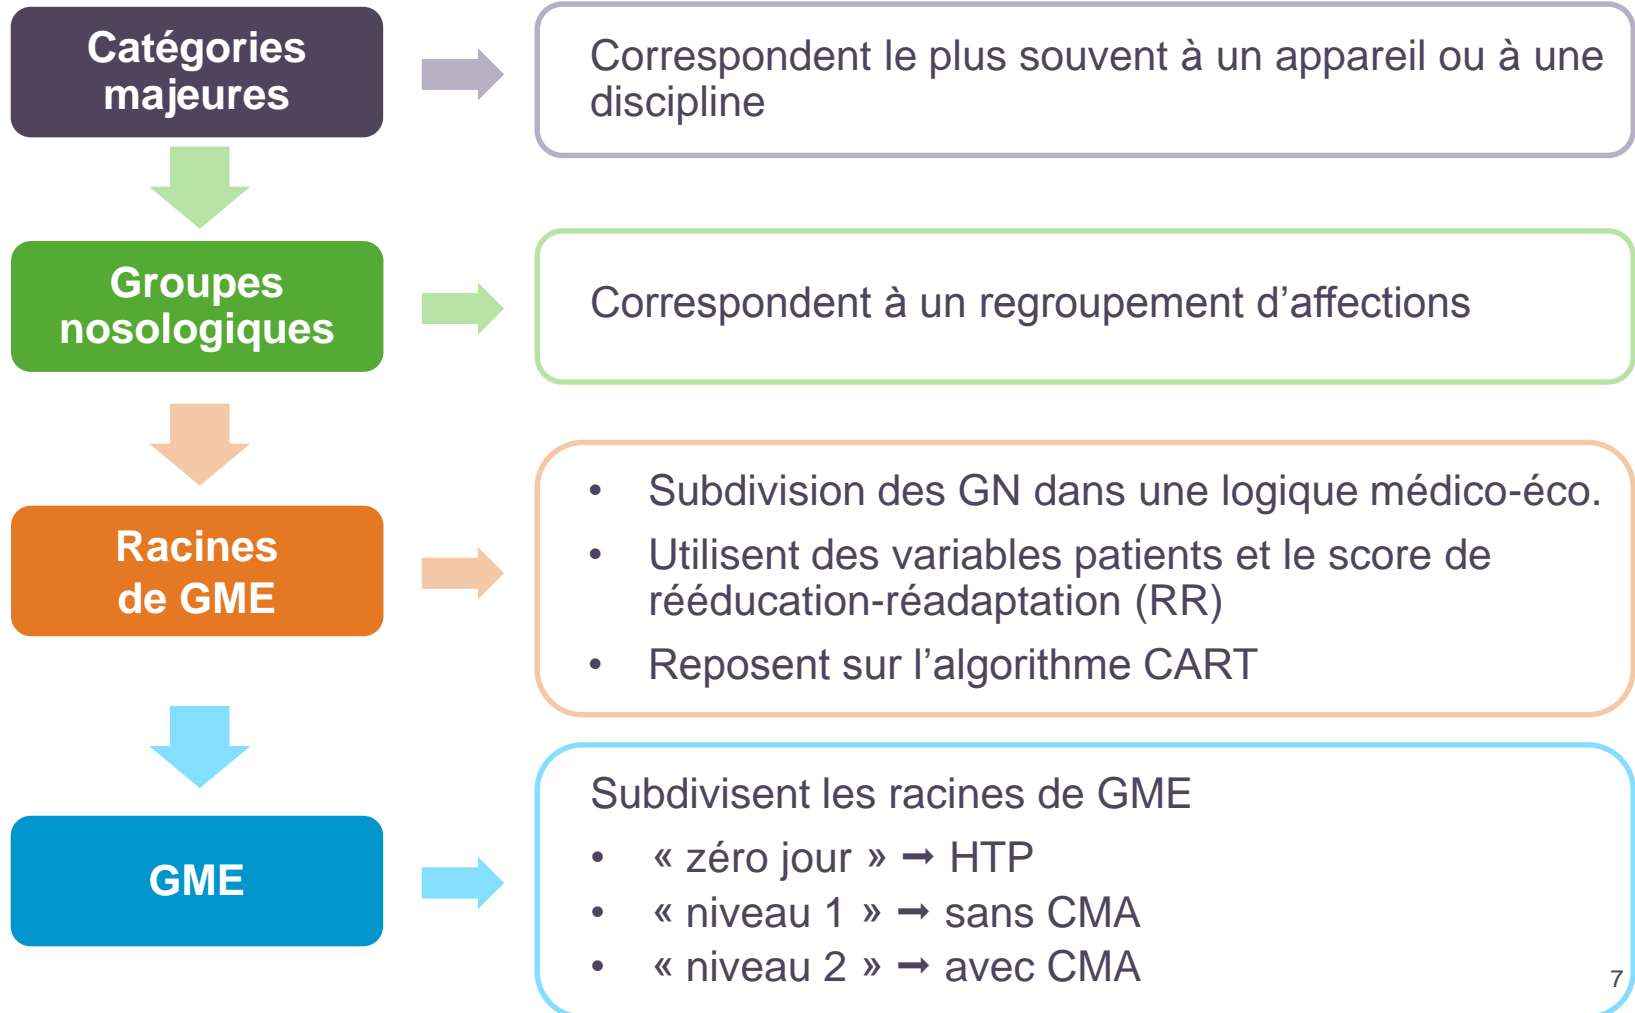 Catégories
majeures
Correspondent le plus souvent à un appareil ou à une
discipline
Groupes
nosologiques
Correspondent à un regroupement d’affections
Racines
de GME
• Subdivision des GN dans une logique médico-éco.
• Utilisent des variables patients et le score de
rééducation-réadaptation (RR)
• Reposent sur l’algorithme CART
GME
Subdivisent les racines de GME
• « zéro jour » → HTP
• « niveau 1 » → sans CMA
• « niveau 2 » → avec CMA
7